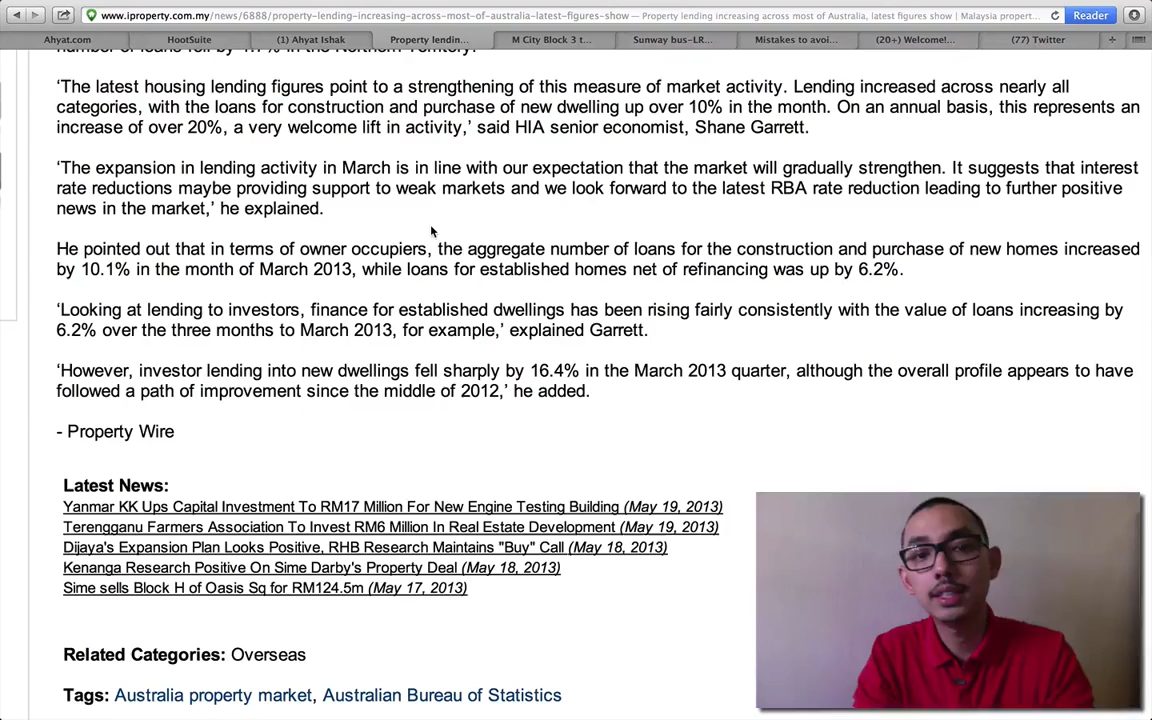 www.iproperty.com.my/news/6888/property-lending-increasing-across-most-of-australia-latest-figures-show — Property lending increasing across most of Australia, latest figures show | Malaysia propert...
Reader
Ahyat.com HootSuite (1) Ahyat Ishak Property lendin... M City Block 3 t... Sunway bus-LR... Mistakes to avoi... (20+) Welcome!... (77) Twitter
number of loans fell by in the Northern Territory.
‘The latest housing lending figures point to a strengthening of this measure of market activity. Lending increased across nearly all
categories, with the loans for construction and purchase of new dwelling up over 10% in the month. On an annual basis, this represents an
increase of over 20%, a very welcome lift in activity,’ said HIA senior economist, Shane Garrett.
‘The expansion in lending activity in March is in line with our expectation that the market will gradually strengthen. It suggests that interest
rate reductions maybe providing support to weak markets and we look forward to the latest RBA rate reduction leading to further positive
news in the market,’ he explained.
He pointed out that in terms of owner occupiers, the aggregate number of loans for the construction and purchase of new homes increased
by 10.1% in the month of March 2013, while loans for established homes net of refinancing was up by 6.2%.
‘Looking at lending to investors, finance for established dwellings has been rising fairly consistently with the value of loans increasing by
6.2% over the three months to March 2013, for example,’ explained Garrett.
‘However, investor lending into new dwellings fell sharply by 16.4% in the March 2013 quarter, although the overall profile appears to have
followed a path of improvement since the middle of 2012,’ he added.
- Property Wire
Latest News:
Yanmar KK Ups Capital Investment To RM17 Million For New Engine Testing Building (May 19, 2013)
Terengganu Farmers Association To Invest RM6 Million In Real Estate Development (May 19, 2013)
Dijaya's Expansion Plan Looks Positive, RHB Research Maintains "Buy" Call (May 18, 2013)
Kenanga Research Positive On Sime Darby's Property Deal (May 18, 2013)
Sime sells Block H of Oasis Sq for RM124.5m (May 17, 2013)
Related Categories: Overseas
Tags: Australia property market, Australian Bureau of Statistics